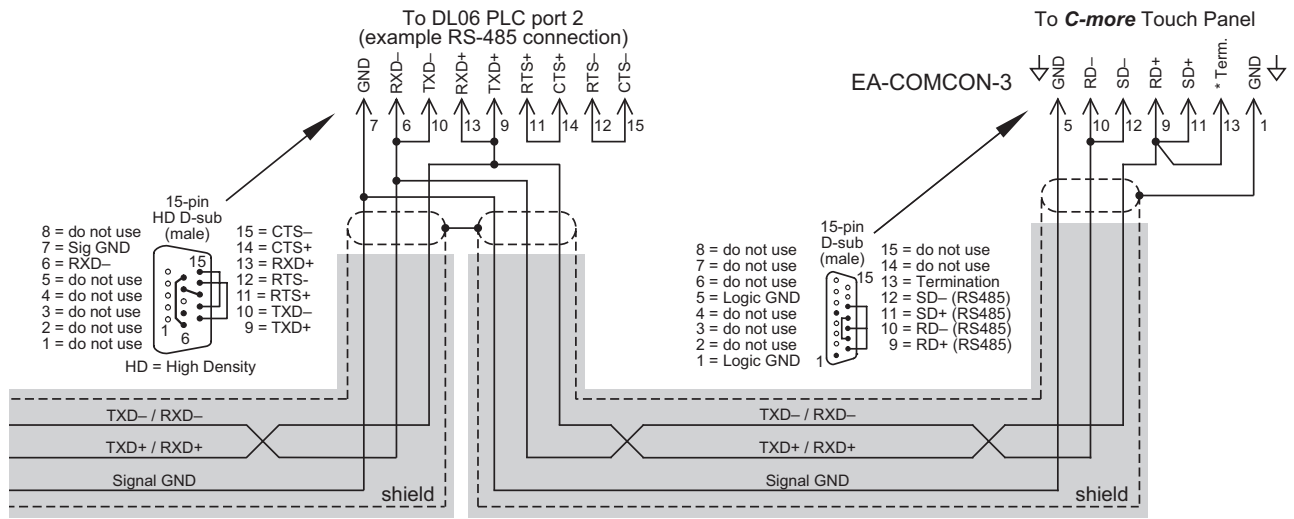 To DL06 PLC port 2
(example RS-485 connection)
GND
RXD–
TXD–
RXD+
TXD+
RTS+
CTS+
RTS–
CTS–
7
6
10
13
9
11
14
12
15
To C-more Touch Panel
EA-COMCON-3
GND
RD–
SD–
RD+
SD+
* Term.
GND
5
10
12
9
11
13
1
15-pin
HD D-sub
(male)
8 = do not use
7 = Sig GND
6 = RXD–
5 = do not use
4 = do not use
3 = do not use
2 = do not use
1 = do not use
15
1
6
15 = CTS–
14 = CTS+
13 = RXD+
12 = RTS-
11 = RTS+
10 = TXD–
9 = TXD+
HD = High Density
15-pin
D-sub
(male)
8 = do not use
7 = do not use
6 = do not use
5 = Logic GND
4 = do not use
3 = do not use
2 = do not use
1 = Logic GND
15
1
15 = do not use
14 = do not use
13 = Termination
12 = SD– (RS485)
11 = SD+ (RS485)
10 = RD– (RS485)
9 = RD+ (RS485)
TXD– / RXD–
TXD+ / RXD+
Signal GND
shield
TXD– / RXD–
TXD+ / RXD+
Signal GND
shield